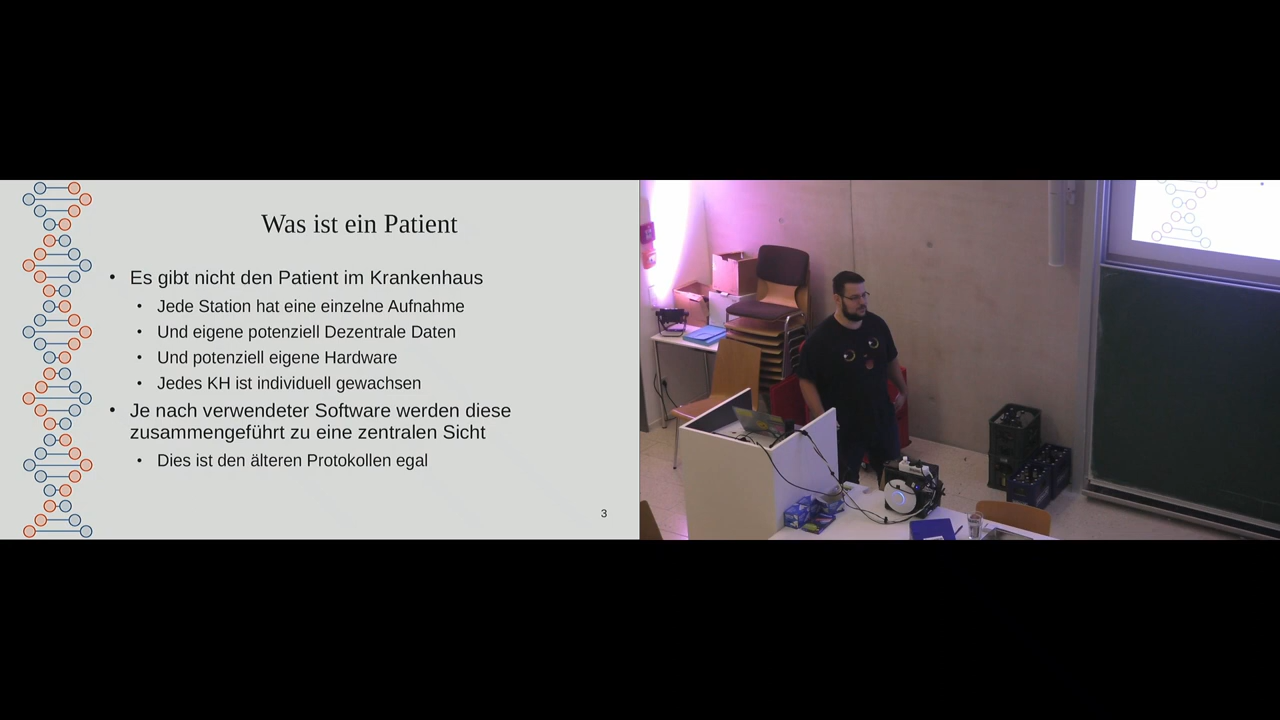 Was ist ein Patient
• Es gibt nicht den Patient im Krankenhaus
• Jede Station hat eine einzelne Aufnahme
• Und eigene potenziell Dezentrale Daten
• Und potenziell eigene Hardware
• Jedes KH ist individuell gewachsen
• Je nach verwendeter Software werden diese
zusammengeführt zu eine zentralen Sicht
• Dies ist den älteren Protokollen egal
3